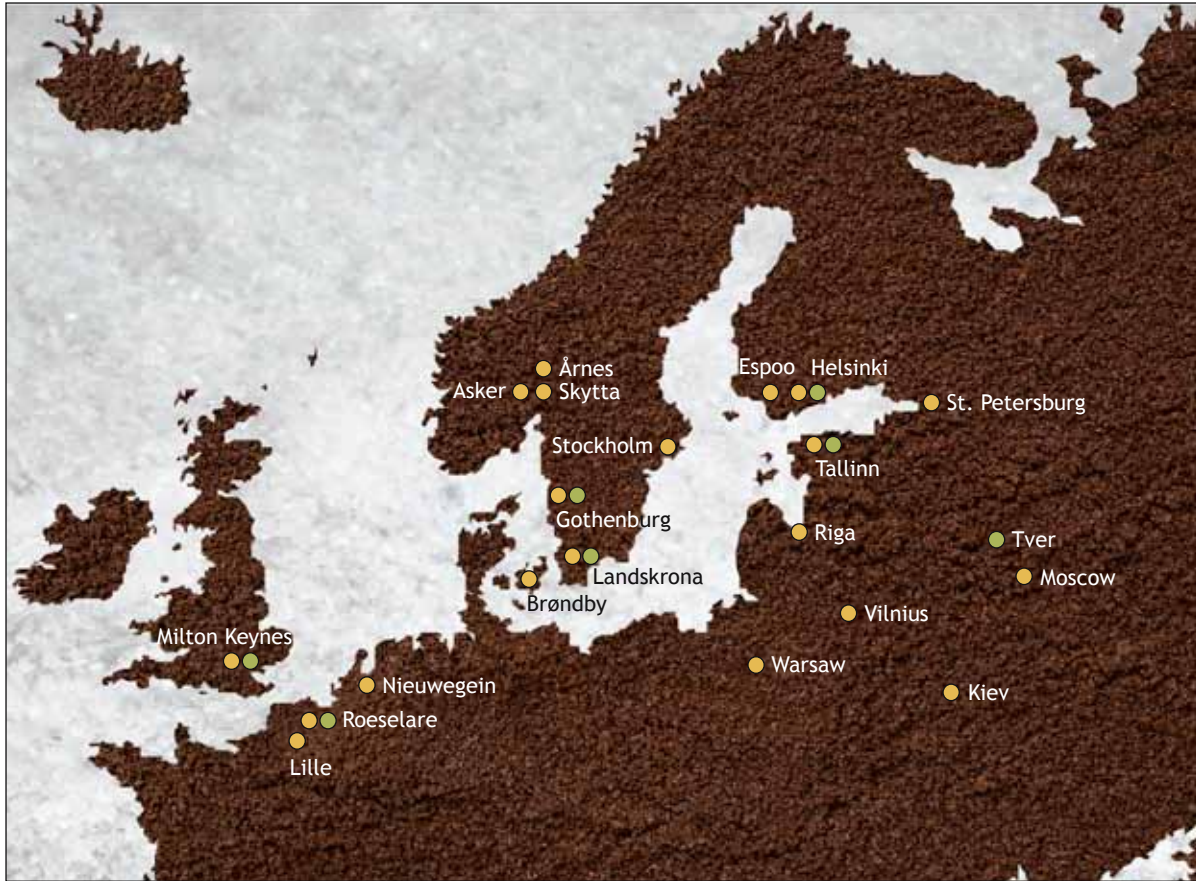 Årnes
Espoo
Helsinki
Asker
Skytta
St. Petersburg
Stockholm
Tallinn
Gothenburg
Riga
Tver
Landskrona
Moscow
Brøndby
Vilnius
Milton Keynes
Warsaw
Nieuwegein
Kiev
Roeselare
Lille